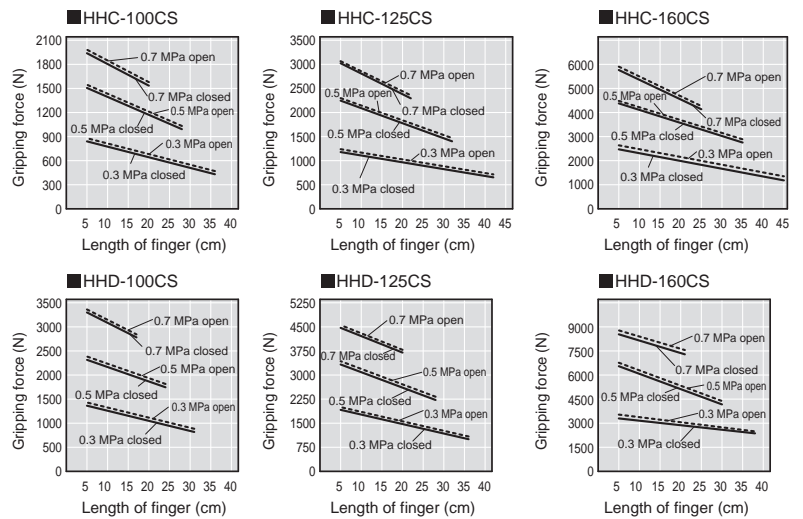 ■HHC-100CS
2100
1800
1500
1200
900
600
300
0
Gripping force (N)
0.7 MPa open
0.7 MPa closed
0.5 MPa open
0.5 MPa closed
0.3 MPa open
0.3 MPa closed
5 10 15 20 25 30 35 40
Length of finger (cm)
■HHC-125CS
3500
3000
2500
2000
1500
1000
500
0
Gripping force (N)
0.7 MPa open
0.5 MPa open
0.7 MPa closed
0.5 MPa closed
0.3 MPa open
0.3 MPa closed
5 10 15 20 25 30 35 40 45
Length of finger (cm)
■HHC-160CS
6000
5000
4000
3000
2000
1000
0
Gripping force (N)
0.7 MPa open
0.5 MPa open
0.7 MPa closed
0.5 MPa closed
0.3 MPa open
0.3 MPa closed
5 10 15 20 25 30 35 40 45
Length of finger (cm)
■HHD-100CS
3500
3000
2500
2000
1500
1000
500
0
Gripping force (N)
0.7 MPa open
0.7 MPa closed
0.5 MPa open
0.5 MPa closed
0.3 MPa open
0.3 MPa closed
5 10 15 20 25 30 35 40
Length of finger (cm)
■HHD-125CS
5250
4500
3750
3000
2250
1500
750
0
Gripping force (N)
0.7 MPa open
0.7 MPa closed
0.5 MPa open
0.5 MPa closed
0.3 MPa open
0.3 MPa closed
5 10 15 20 25 30 35 40
Length of finger (cm)
■HHD-160CS
9000
7500
6000
4500
3000
1500
0
Gripping force (N)
0.7 MPa open
0.7 MPa closed
0.5 MPa open
0.5 MPa closed
0.3 MPa open
0.3 MPa closed
5 10 15 20 25 30 35 40
Length of finger (cm)